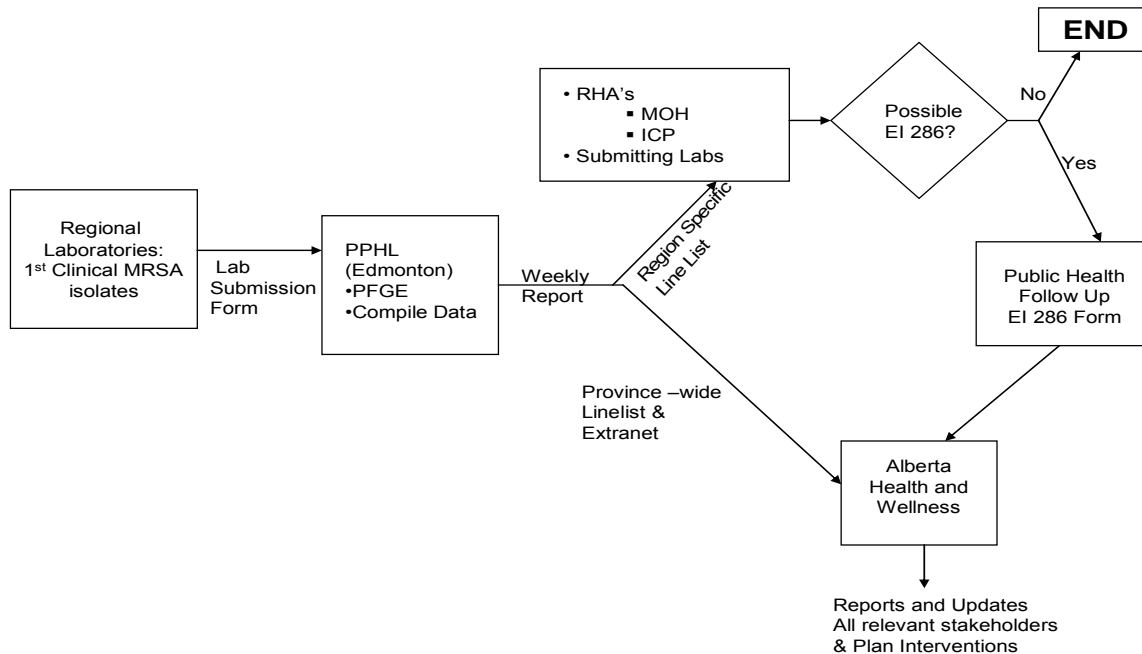 Regional
Laboratories:
1st Clinical MRSA
isolates
Lab
Submission
Form
PPHL
(Edmonton)
•PFGE
•Compile Data
Weekly
Report
Region Specific
Line List
• RHA's
▪ MOH
▪ ICP
• Submitting Labs
Possible
EI 286?
No
END
Yes
Public Health
Follow Up
EI 286 Form
Province –wide
Linelist &
Extranet
Alberta
Health and
Wellness
Reports and Updates
All relevant stakeholders
& Plan Interventions